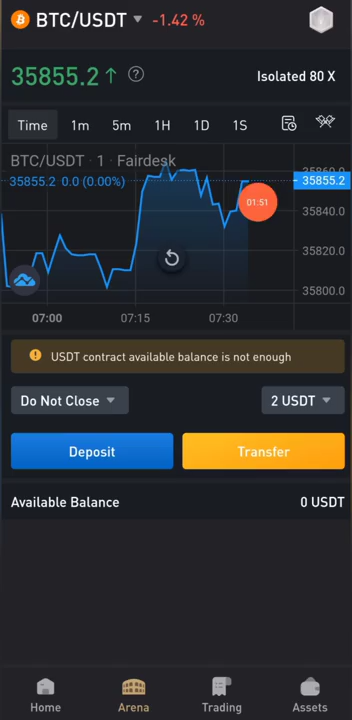 BTC/USDT -1.42 %
35855.2 ↑ ? Isolated 80 X
Time 1m 5m 1H 1D 1S
BTC/USDT · 1 · Fairdesk
35855.2 0.0 (0.00%)
35860.0
35855.2
01:51
35840.0
35820.0
35800.0
07:00 07:15 07:30
USDT contract available balance is not enough
Do Not Close 2 USDT
Deposit Transfer
Available Balance 0 USDT
Home Arena Trading Assets